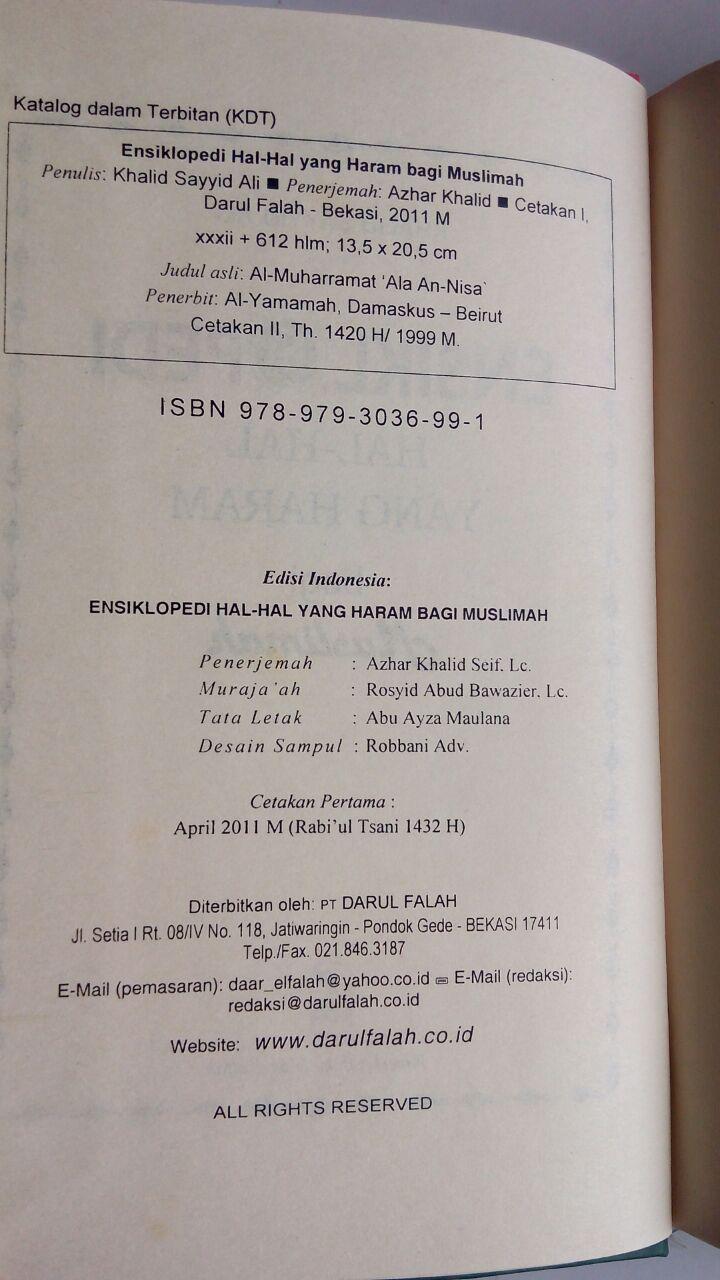 Katalog dalam Terbitan (KDT)
Ensiklopedi Hal-Hal yang Haram bagi Muslimah
Penulis: Khalid Sayyid Ali ■ Penerjemah: Azhar Khalid ■ Cetakan I,
Darul Falah - Bekasi, 2011 M
xxxii + 612 hlm; 13,5 x 20,5 cm
Judul asli: Al-Muharramat ‘Ala An-Nisa`
Penerbit: Al-Yamamah, Damaskus – Beirut
Cetakan II, Th. 1420 H/ 1999 M.
ISBN 978-979-3036-99-1
Edisi Indonesia:
ENSIKLOPEDI HAL-HAL YANG HARAM BAGI MUSLIMAH
Penerjemah : Azhar Khalid Seif, Lc.
Muraja'ah : Rosyid Abud Bawazier, Lc.
Tata Letak : Abu Ayza Maulana
Desain Sampul : Robbani Adv.
Cetakan Pertama :
April 2011 M (Rabi’ul Tsani 1432 H)
Diterbitkan oleh: PT DARUL FALAH
Jl. Setia I Rt. 08/IV No. 118, Jatiwaringin - Pondok Gede - BEKASI 17411
Telp./Fax. 021.846.3187
E-Mail (pemasaran): daar_elfalah@yahoo.co.id E-Mail (redaksi):
redaksi@darulfalah.co.id
Website: www.darulfalah.co.id
ALL RIGHTS RESERVED